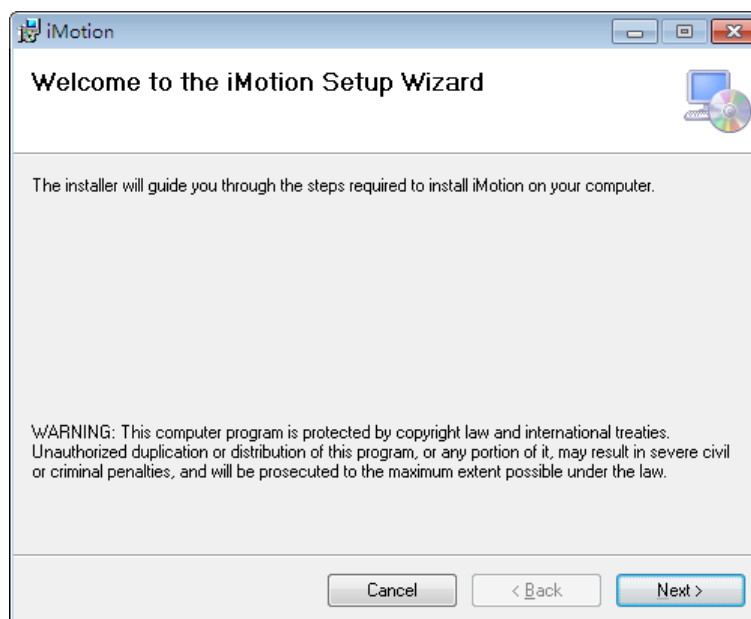 iMotion
Welcome to the iMotion Setup Wizard
The installer will guide you through the steps required to install iMotion on your computer.
WARNING: This computer program is protected by copyright law and international treaties.
Unauthorized duplication or distribution of this program, or any portion of it, may result in severe civil
or criminal penalties, and will be prosecuted to the maximum extent possible under the law.
Cancel
< Back
Next >